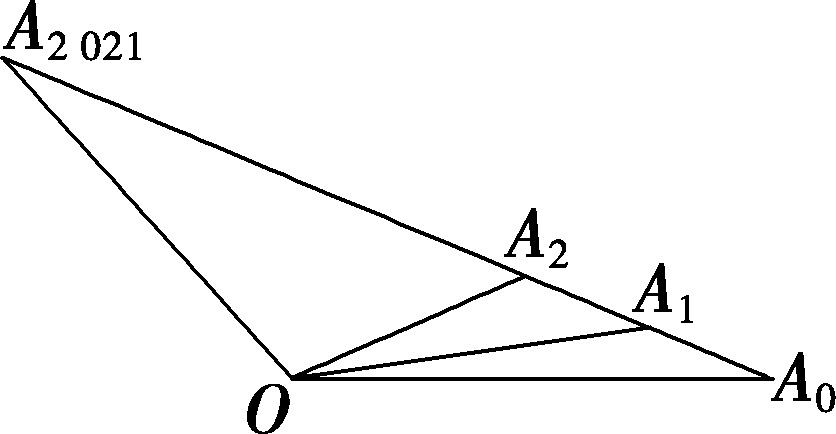 A₂ ₀₂₁
A₂
A₁
O
A₀